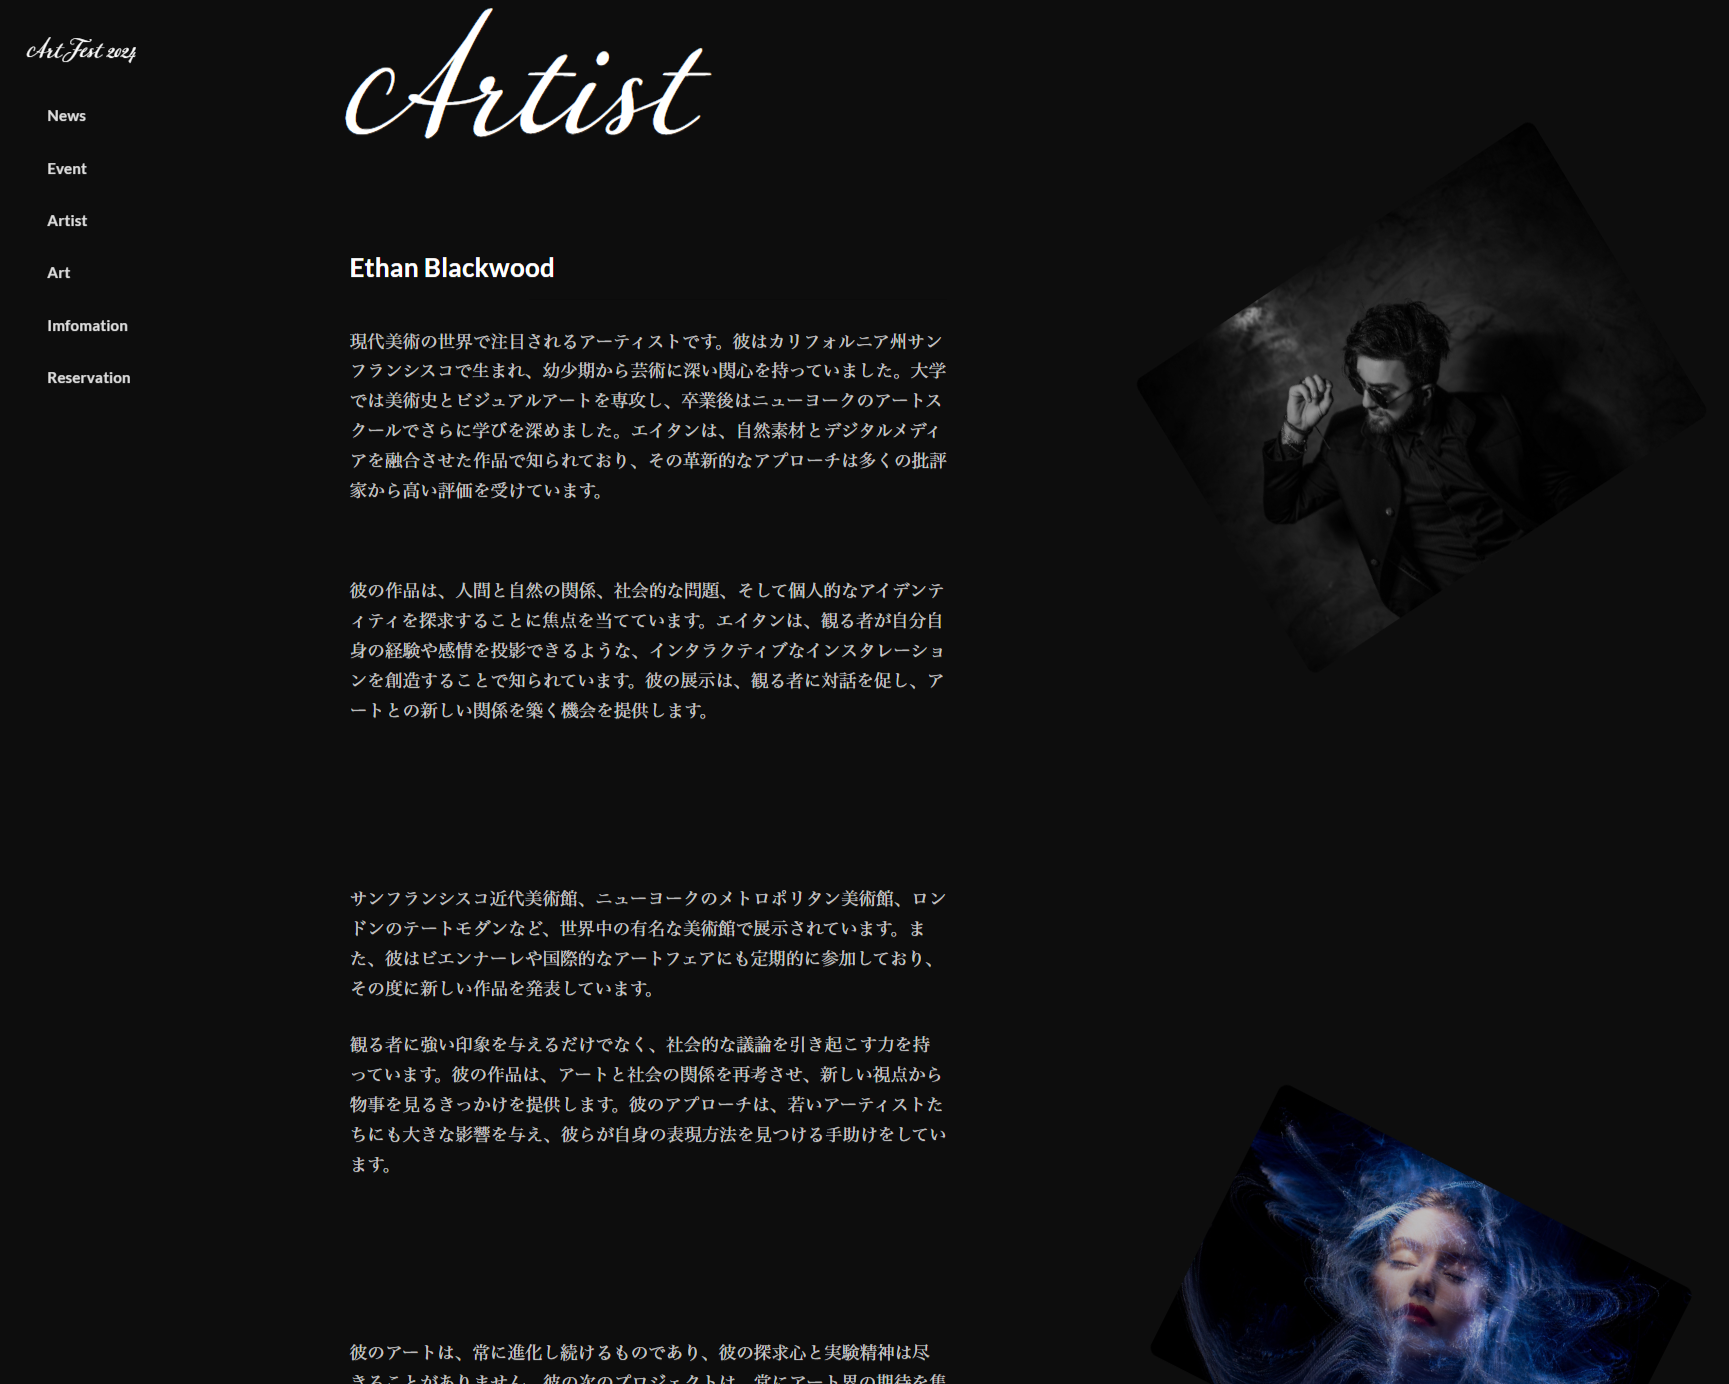 Art Fest 2024
News
Event
Artist
Art
Imfomation
Reservation
Artist
Ethan Blackwood
現代美術の世界で注目されるアーティストです。彼はカリフォルニア州サン
フランシスコで生まれ、幼少期から芸術に深い関心を持っていました。大学
では美術史とビジュアルアートを専攻し、卒業後はニューヨークのアートス
クールでさらに学びを深めました。エイタンは、自然素材とデジタルメディ
アを融合させた作品で知られており、その革新的なアプローチは多くの批評
家から高い評価を受けています。
彼の作品は、人間と自然の関係、社会的な問題、そして個人的なアイデンテ
ィティを探求することに焦点を当てています。エイタンは、観る者が自分自
身の経験や感情を投影できるような、インタラクティブなインスタレーショ
ンを創造することで知られています。彼の展示は、観る者に対話を促し、ア
ートとの新しい関係を築く機会を提供します。
サンフランシスコ近代美術館、ニューヨークのメトロポリタン美術館、ロン
ドンのテートモダンなど、世界中の有名な美術館で展示されています。ま
た、彼はビエンナーレや国際的なアートフェアにも定期的に参加しており、
その度に新しい作品を発表しています。
観る者に強い印象を与えるだけでなく、社会的な議論を引き起こす力を持
っています。彼の作品は、アートと社会の関係を再考させ、新しい視点から
物事を見るきっかけを提供します。彼のアプローチは、若いアーティストた
ちにも大きな影響を与え、彼らが自身の表現方法を見つける手助けをしてい
ます。
彼のアートは、常に進化し続けるものであり、彼の探求心と実験精神は尽
きることがありません。彼の次のプロジェクトは、常にアート界の期待を集